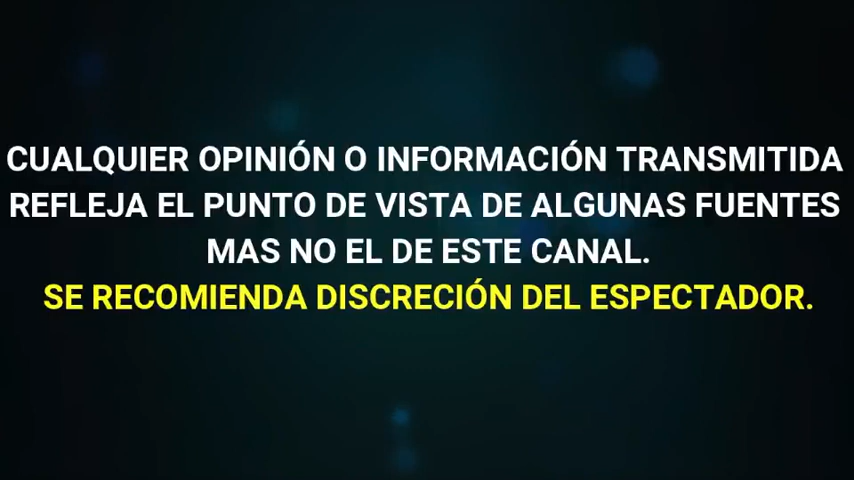 CUALQUIER OPINIÓN O INFORMACIÓN TRANSMITIDA
REFLEJA EL PUNTO DE VISTA DE ALGUNAS FUENTES
MAS NO EL DE ESTE CANAL.
SE RECOMIENDA DISCRECIÓN DEL ESPECTADOR.